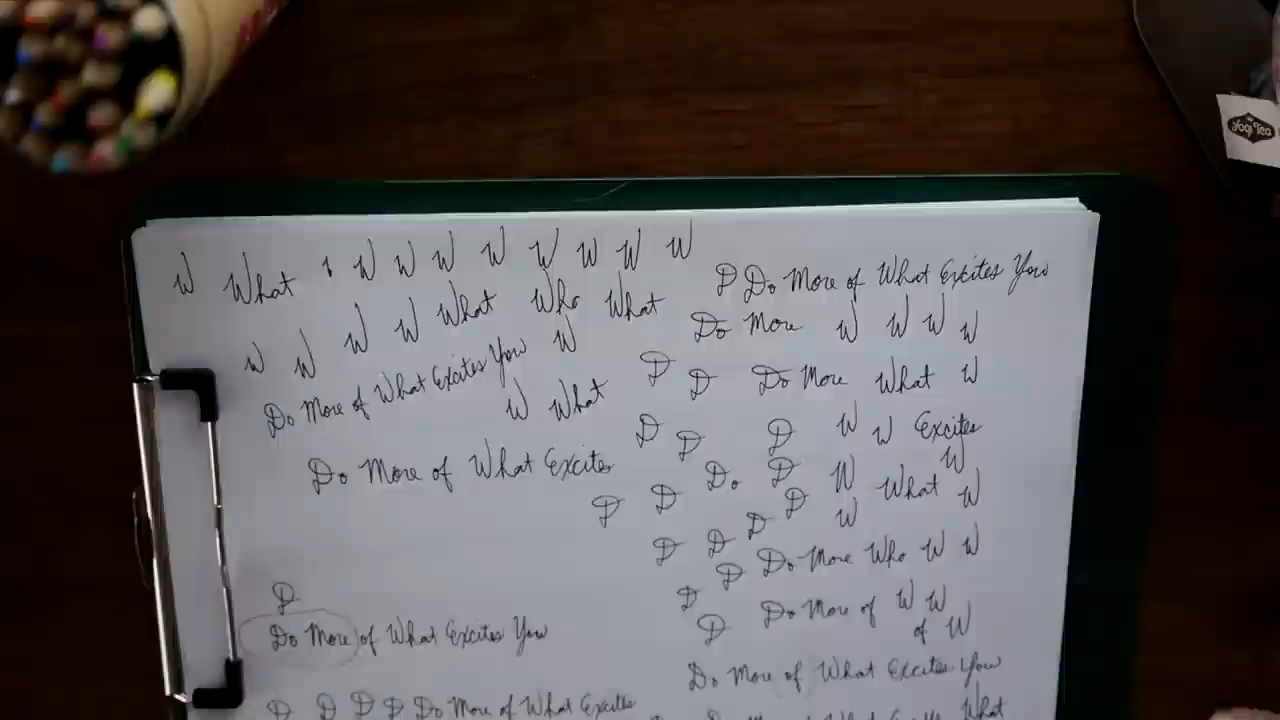 W What W W W W W W W W
D Do More of What Excites You
W W W W What Who What
Do More W W W W
Do More of What Excites You W
D D Do More What W
W What
D D D W W Excites
W
Do More of What Excites
Do D W What W
D D D W
D D D
D Do More Who W W
D
D Do More of W W
of W
D
Do More of What Excites You
Do More of What Excites You
D D D D Do More of What Excites
What
Yogi Tea